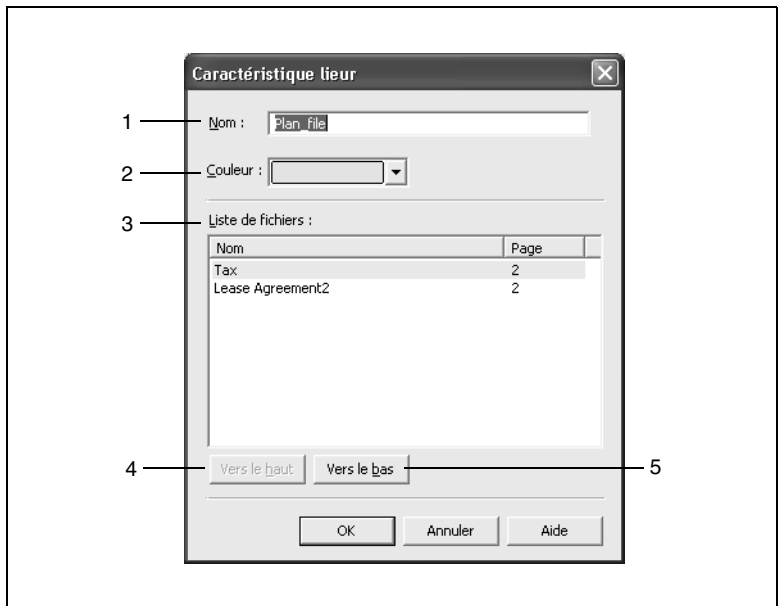 Caractéristique lieur
1 Nom : Plan_file
2 Couleur :
3 Liste de fichiers :
Nom Page
Tax 2
Lease Agreement2 2
4 Vers le haut Vers le bas 5
OK Annuler Aide